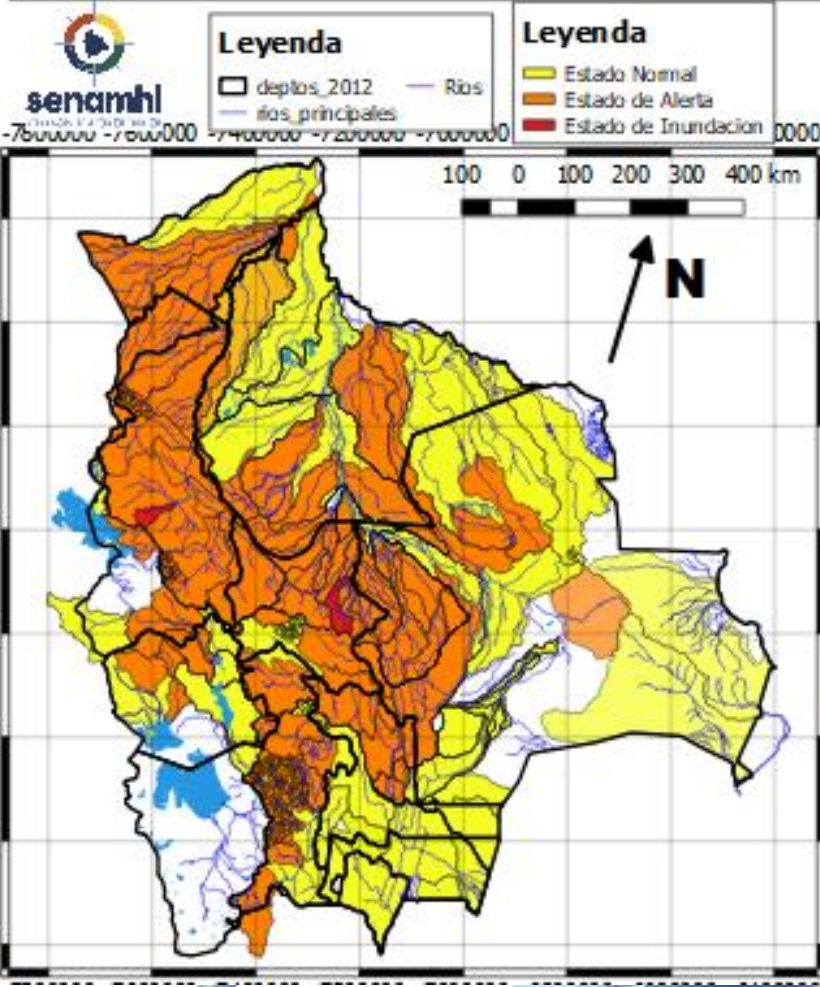 senamhi
Leyenda
deptos_2012
Rios
rios_principales
Leyenda
Estado Normal
Estado de Alerta
Estado de Inundacion
-7800000 -7600000 -7400000 -7200000 -7000000
100 0 100 200 300 400 km
N